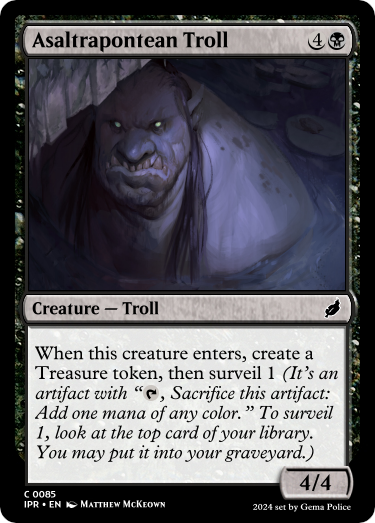 Asaltrapontean Troll 4
Creature — Troll
When this creature enters, create a
Treasure token, then surveil 1 (It's an
artifact with “, Sacrifice this artifact:
Add one mana of any color.” To surveil
1, look at the top card of your library.
You may put it into your graveyard.)
4/4
C 0085
IPR • EN Matthew McKeown
2024 set by Gema Police